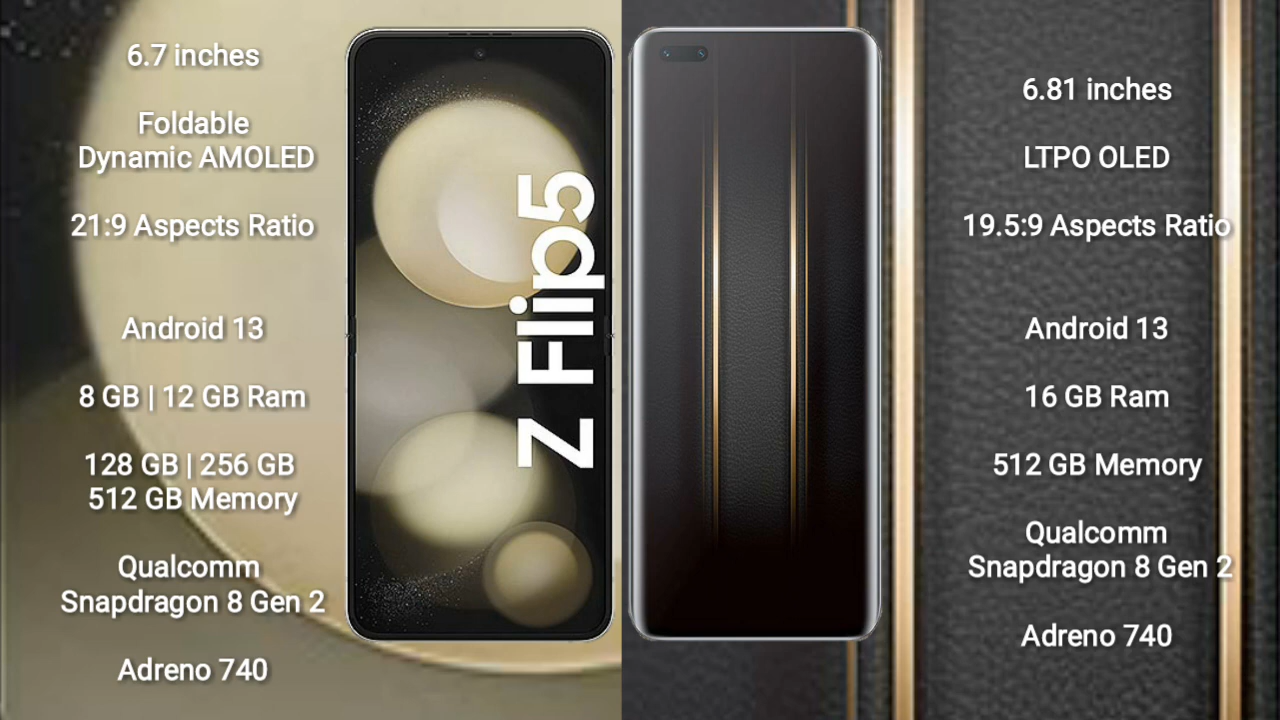 6.7 inches
Foldable
Dynamic AMOLED
21:9 Aspects Ratio
Android 13
8 GB | 12 GB Ram
128 GB | 256 GB
512 GB Memory
Qualcomm
Snapdragon 8 Gen 2
Adreno 740
Z Flip5
6.81 inches
LTPO OLED
19.5:9 Aspects Ratio
Android 13
16 GB Ram
512 GB Memory
Qualcomm
Snapdragon 8 Gen 2
Adreno 740